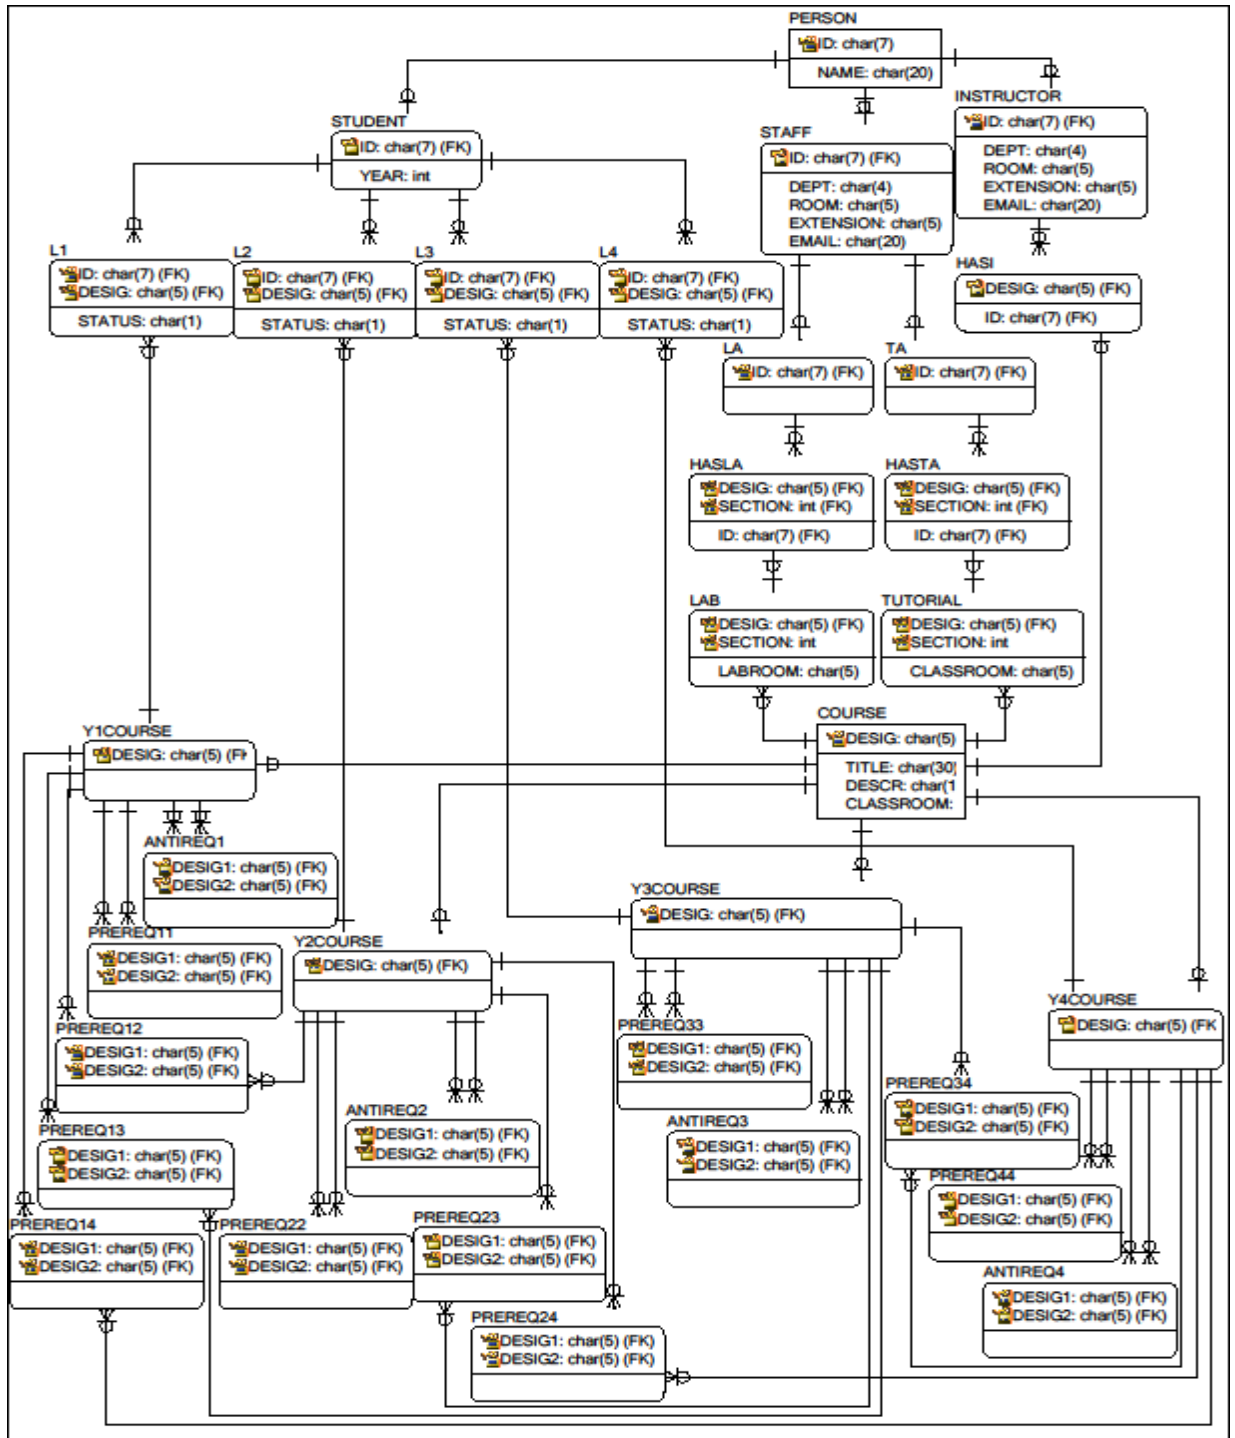 PERSON
ID: char(7)
NAME: char(20)
STUDENT
ID: char(7) (FK)
YEAR: int
STAFF
ID: char(7) (FK)
DEPT: char(4)
ROOM: char(5)
EXTENSION: char(5)
EMAIL: char(20)
INSTRUCTOR
ID: char(7) (FK)
DEPT: char(4)
ROOM: char(5)
EXTENSION: char(5)
EMAIL: char(20)
L1
ID: char(7) (FK)
DESIG: char(5) (FK)
STATUS: char(1)
L2
ID: char(7) (FK)
DESIG: char(5) (FK)
STATUS: char(1)
L3
ID: char(7) (FK)
DESIG: char(5) (FK)
STATUS: char(1)
L4
ID: char(7) (FK)
DESIG: char(5) (FK)
STATUS: char(1)
HASI
DESIG: char(5) (FK)
ID: char(7) (FK)
LA
ID: char(7) (FK)
TA
ID: char(7) (FK)
HASLA
DESIG: char(5) (FK)
SECTION: int (FK)
ID: char(7) (FK)
HASTA
DESIG: char(5) (FK)
SECTION: int (FK)
ID: char(7) (FK)
LAB
DESIG: char(5) (FK)
SECTION: int
LABROOM: char(5)
TUTORIAL
DESIG: char(5) (FK)
SECTION: int
CLASSROOM: char(5)
Y1COURSE
DESIG: char(5) (FK
COURSE
DESIG: char(5)
TITLE: char(30)
DESCR: char(1
CLASSROOM:
ANTIREQ1
DESIG1: char(5) (FK)
DESIG2: char(5) (FK)
Y3COURSE
DESIG: char(5) (FK)
PREREQ11
DESIG1: char(5) (FK)
DESIG2: char(5) (FK)
Y2COURSE
DESIG: char(5) (FK)
Y4COURSE
DESIG: char(5) (FK
PREREQ12
DESIG1: char(5) (FK)
DESIG2: char(5) (FK)
PREREQ33
DESIG1: char(5) (FK)
DESIG2: char(5) (FK)
PREREQ34
DESIG1: char(5) (FK)
DESIG2: char(5) (FK)
ANTIREQ2
DESIG1: char(5) (FK)
DESIG2: char(5) (FK)
ANTIREQ3
DESIG1: char(5) (FK)
DESIG2: char(5) (FK)
PREREQ13
DESIG1: char(5) (FK)
DESIG2: char(5) (FK)
PREREQ44
DESIG1: char(5) (FK)
DESIG2: char(5) (FK)
PREREQ14
DESIG1: char(5) (FK)
DESIG2: char(5) (FK)
PREREQ22
DESIG1: char(5) (FK)
DESIG2: char(5) (FK)
PREREQ23
DESIG1: char(5) (FK)
DESIG2: char(5) (FK)
ANTIREQ4
DESIG1: char(5) (FK)
DESIG2: char(5) (FK)
PREREQ24
DESIG1: char(5) (FK)
DESIG2: char(5) (FK)